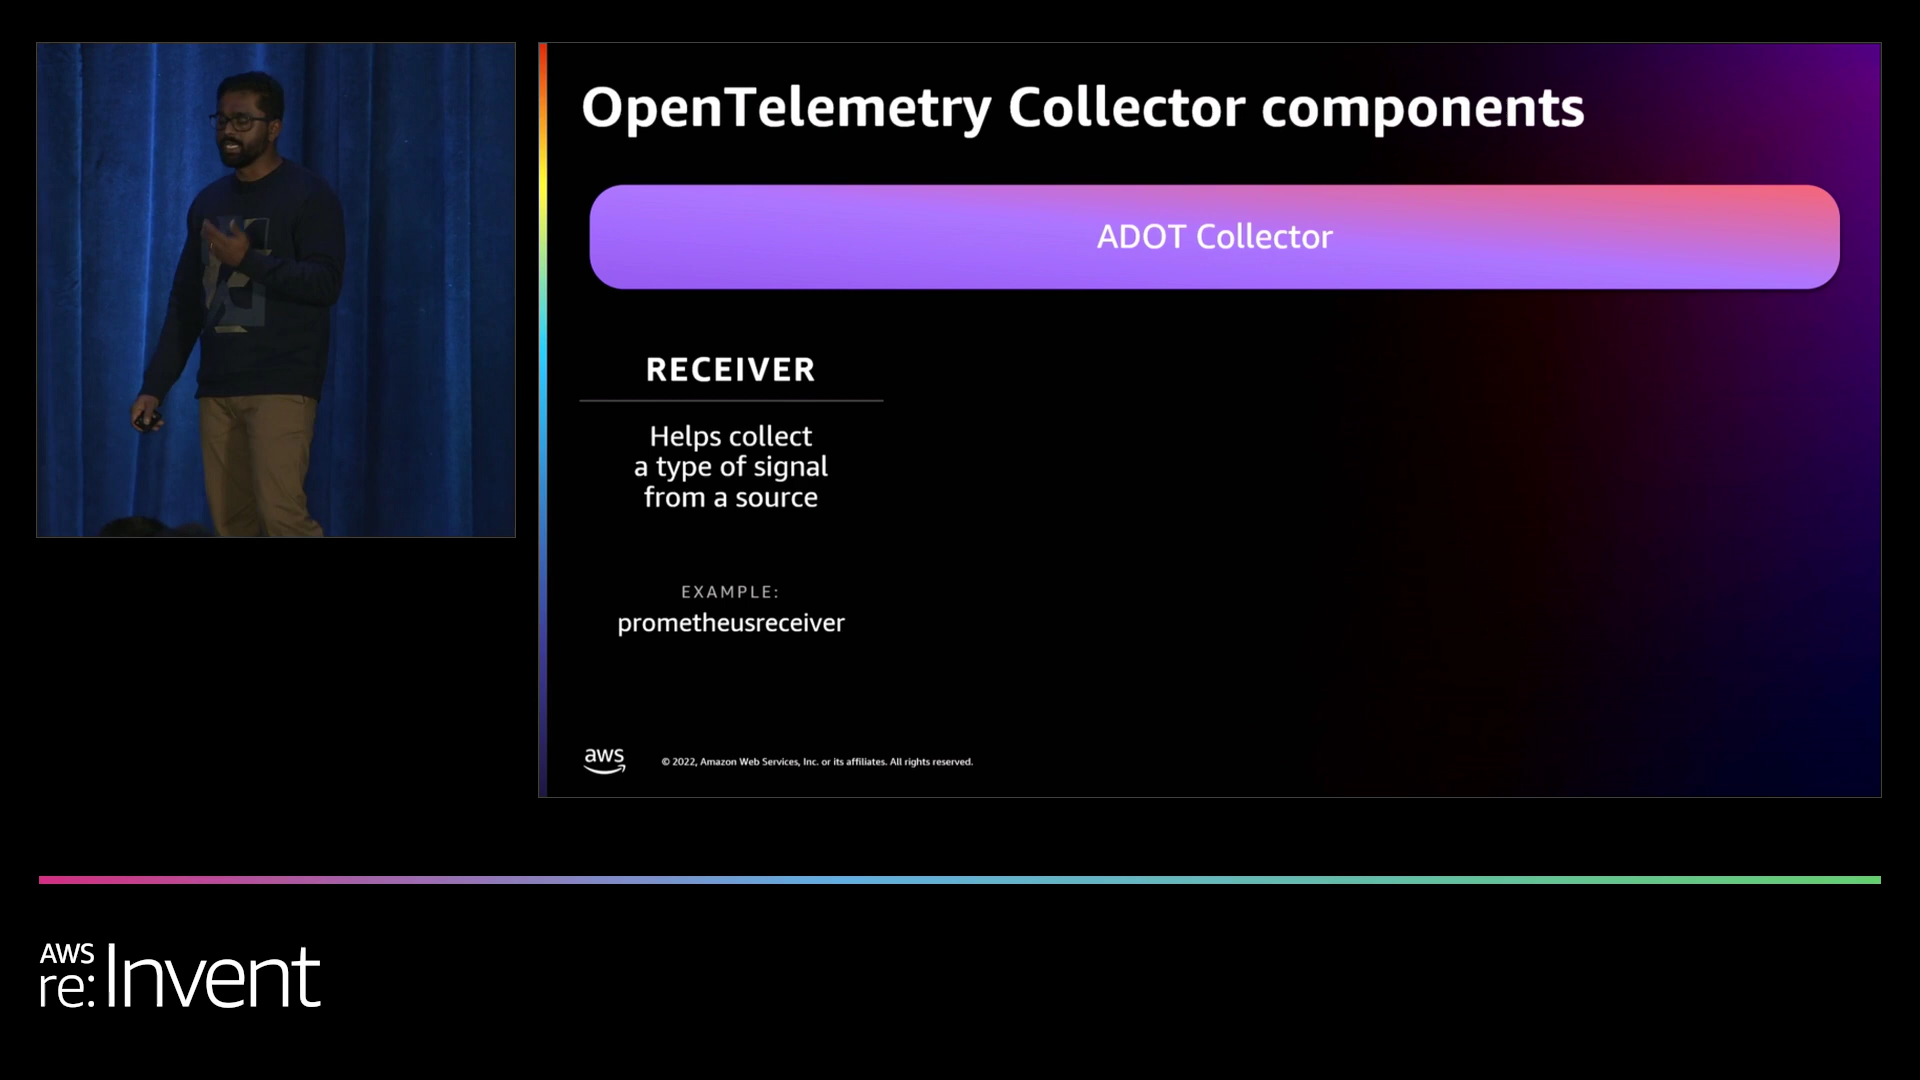 OpenTelemetry Collector components
ADOT Collector
RECEIVER
Helps collect
a type of signal
from a source
EXAMPLE:
prometheusreceiver
aws
© 2022, Amazon Web Services, Inc. or its affiliates. All rights reserved.
AWS
re:Invent